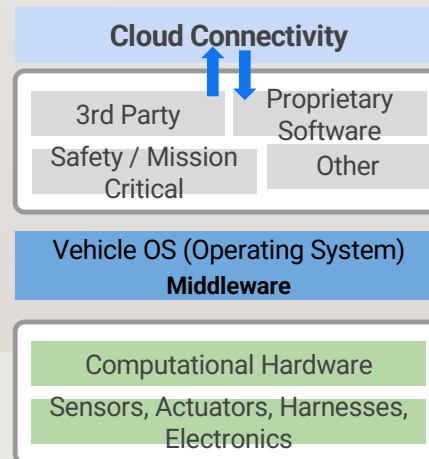 Cloud Connectivity
3rd Party
Proprietary
Software
Safety / Mission
Critical
Other
Vehicle OS (Operating System)
Middleware
Computational Hardware
Sensors, Actuators, Harnesses,
Electronics